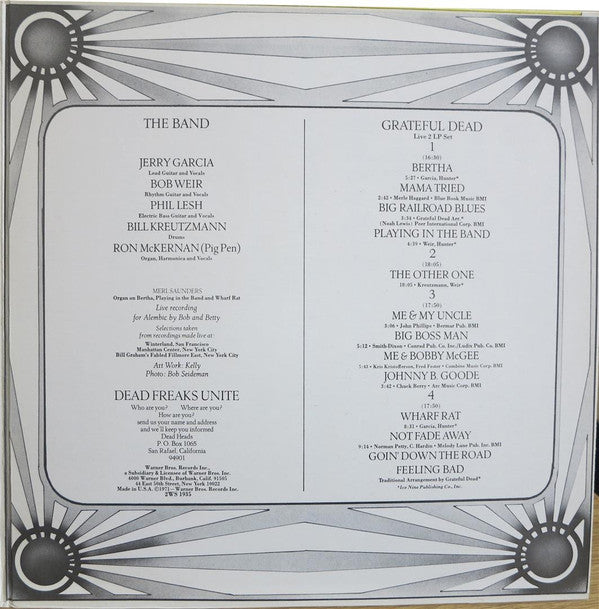 THE BAND
JERRY GARCIA
Lead Guitar and Vocals
BOB WEIR
Rhythm Guitar and Vocals
PHIL LESH
Electric Bass Guitar and Vocals
BILL KREUTZMANN
Drums
RON McKERNAN (Pig Pen)
Organ, Harmonica and Vocals
MERL SAUNDERS
Organ on Bertha, Playing in the Band and Wharf Rat
Live recording
for Alembic by Bob and Betty
Selections taken
from recordings made live at
Winterland, San Francisco
Manhattan Center, New York City
Bill Graham's Fabled Fillmore East, New York City
Art Work: Kelly
Photo: Bob Seideman
DEAD FREAKS UNITE
Who are you? Where are you?
How are you?
send us your name and address
and we'll keep you informed
Dead Heads
P. O. Box 1065
San Rafael, California
94901
Warner Bros. Records Inc.,
a Subsidiary & Licensee of Warner Bros. Inc.
4000 Warner Blvd., Burbank, Calif. 91505
44 East 50th Street, New York 10022
Made in U.S.A. ©1971—Warner Bros. Records Inc.
2WS 1935
GRATEFUL DEAD
Live 2 LP Set
1
(16:30)
BERTHA
5:37 • Garcia, Hunter*
MAMA TRIED
2:42 • Merle Haggard • Blue Book Music BMI
BIG RAILROAD BLUES
3:34 • Grateful Dead Arr.*
(Noah Lewis) Peer International Corp. BMI
PLAYING IN THE BAND
4:39 • Weir, Hunter*
2
(18:05)
THE OTHER ONE
18:05 • Kreutzmann, Weir*
3
(17:50)
ME & MY UNCLE
3:06 • John Phillips • Bermar Pub. BMI
BIG BOSS MAN
5:12 • Smith-Dixon • Conrad Pub. Co. Inc./Ludix Pub. Co. BMI
ME & BOBBY McGEE
5:43 • Kris Kristofferson, Fred Foster • Combine Music Corp. BMI
JOHNNY B. GOODE
3:42 • Chuck Berry • Arc Music Corp. BMI
4
(17:50)
WHARF RAT
8:31 • Garcia, Hunter*
NOT FADE AWAY
9:14 • Norman Petty, C. Hardin • Melody Lane Pub. Inc. BMI
GOIN' DOWN THE ROAD
FEELING BAD
Traditional Arrangement by Grateful Dead*
*Ice Nine Publishing Co., Inc.